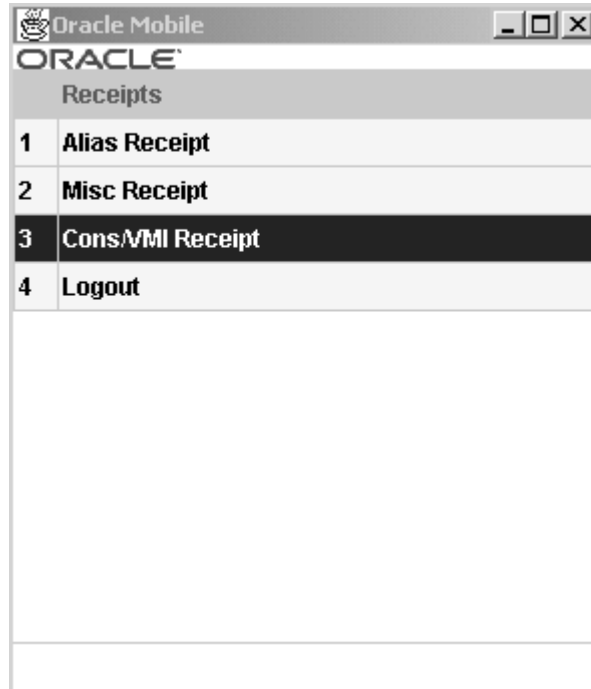 Oracle Mobile
ORACLE
Receipts
1 Alias Receipt
2 Misc Receipt
3 Cons/VMI Receipt
4 Logout